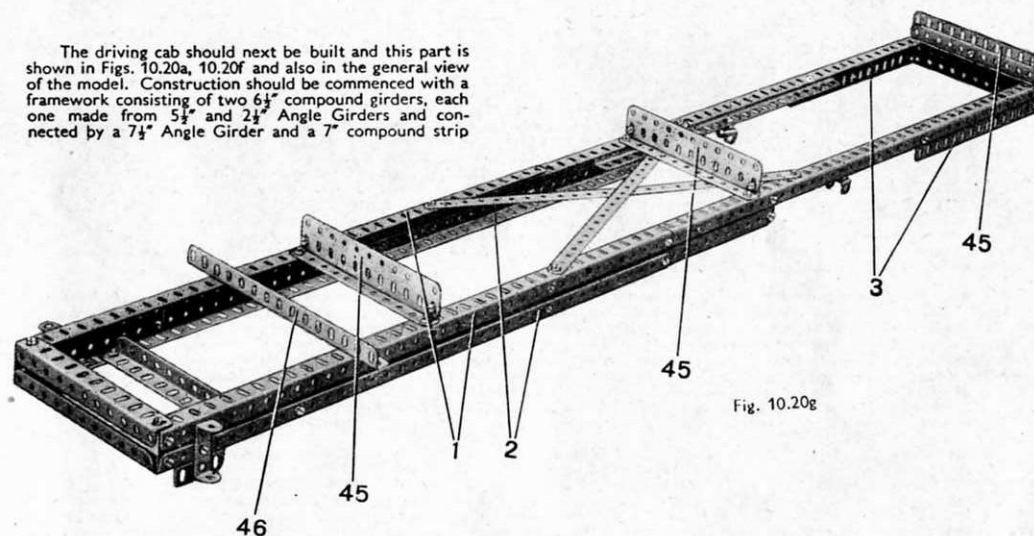 The driving cab should next be built and this part is
shown in Figs. 10.20a, 10.20f and also in the general view
of the model. Construction should be commenced with a
framework consisting of two 6½″ compound girders, each
one made from 5½″ and 2½″ Angle Girders and con-
nected by a 7½″ Angle Girder and a 7″ compound strip
45
45
3
45
Fig. 10.20g
1
2
45
46